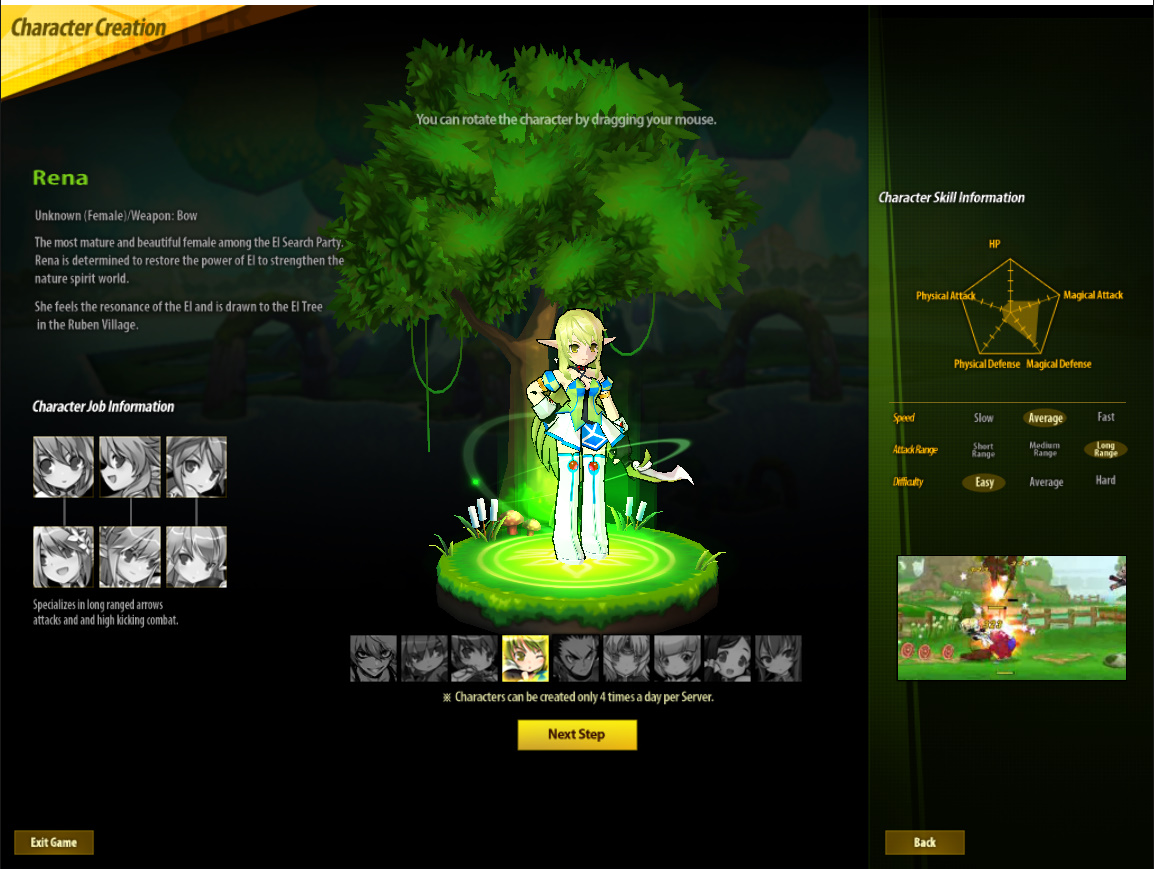 Character Creation
You can rotate the character by dragging your mouse.
Rena
Unknown (Female)/Weapon: Bow
The most mature and beautiful female among the El Search Party.
Rena is determined to restore the power of El to strengthen the
nature spirit world.
She feels the resonance of the El and is drawn to the El Tree
in the Ruben Village.
Character Job Information
Specializes in long ranged arrows
attacks and and high kicking combat.
※ Characters can be created only 4 times a day per Server.
Next Step
Exit Game
Character Skill Information
HP
Physical Attack
Magical Attack
Physical Defense
Magical Defense
Speed Slow Average Fast
Attack Range Short Range Medium Range Long Range
Difficulty Easy Average Hard
323
Back